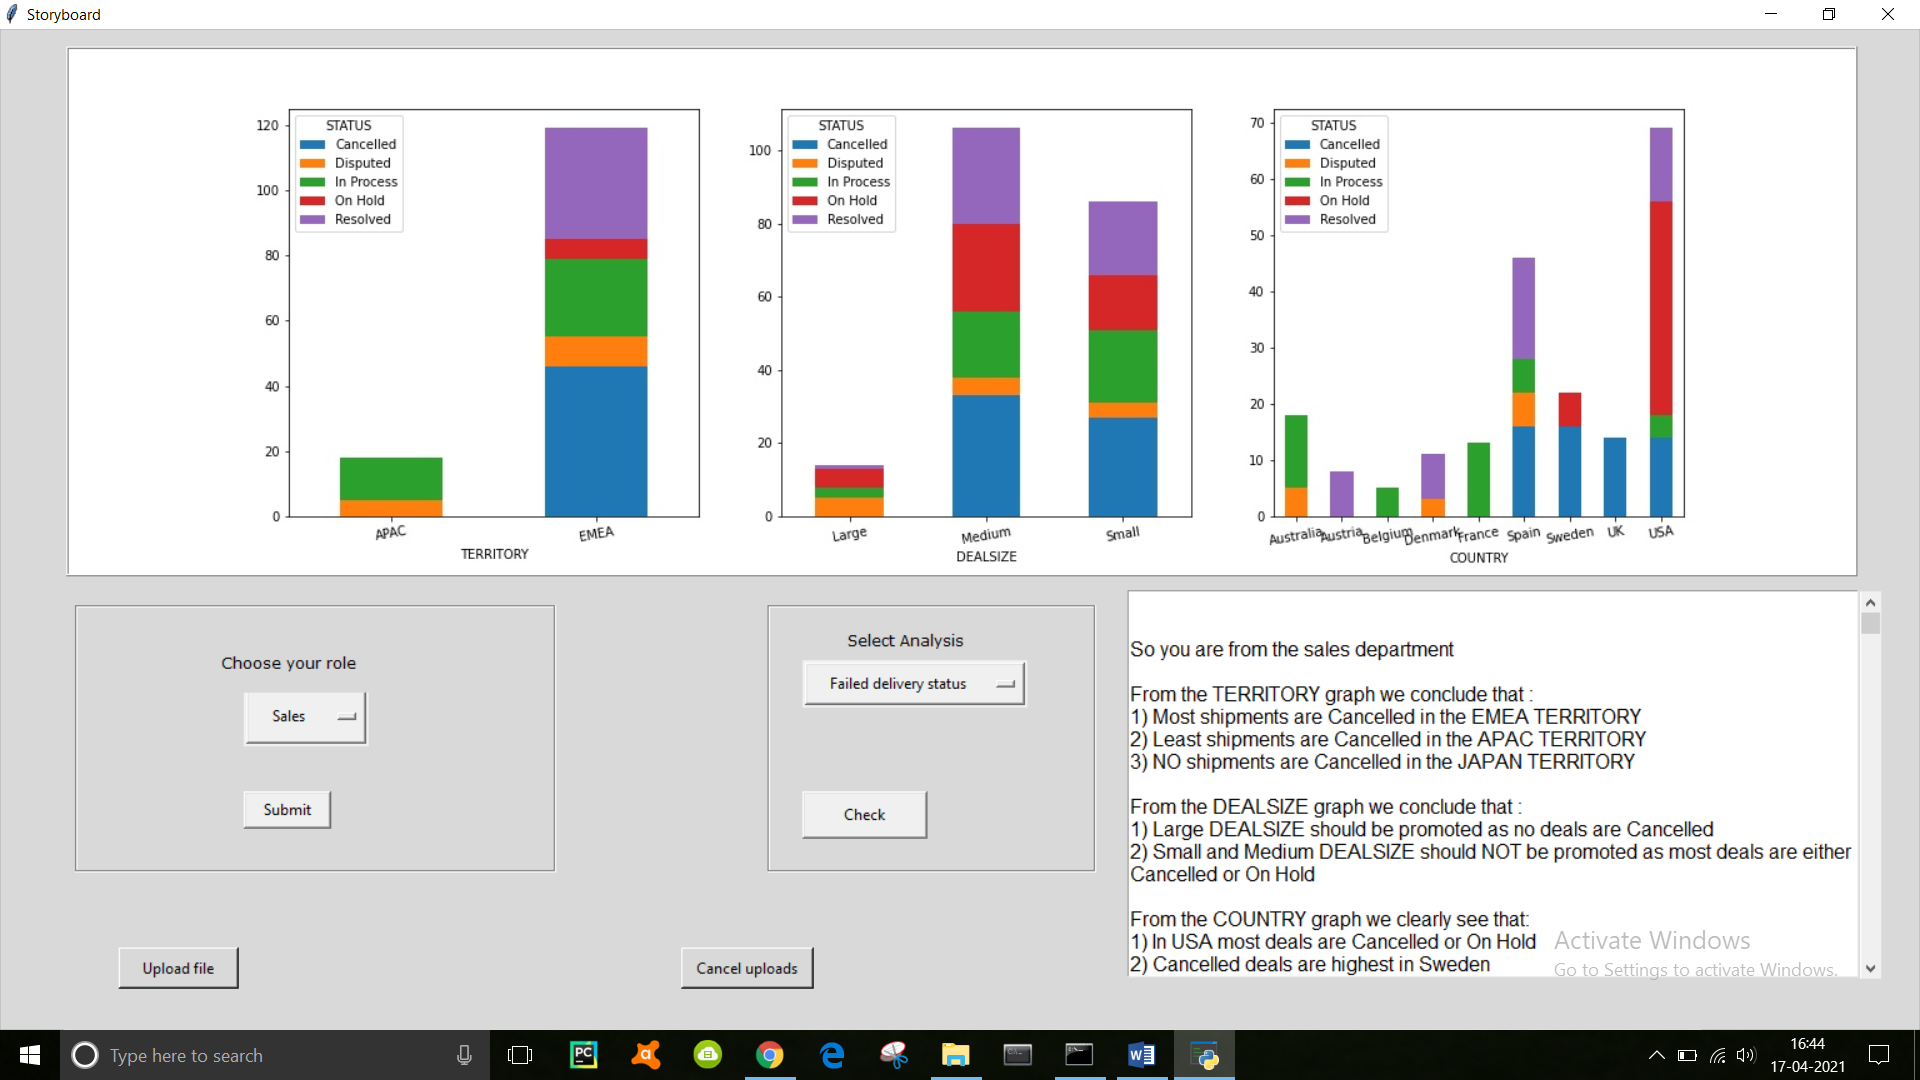 Storyboard
STATUS
Cancelled
Disputed
In Process
On Hold
Resolved
120
100
80
60
40
20
0
APAC
EMEA
TERRITORY
STATUS
Cancelled
Disputed
In Process
On Hold
Resolved
100
80
60
40
20
0
Large
Medium
Small
DEALSIZE
STATUS
Cancelled
Disputed
In Process
On Hold
Resolved
70
60
50
40
30
20
10
0
Australia
Austria
Belgium
Denmark
France
Spain
Sweden
UK
USA
COUNTRY
Choose your role
Sales
Submit
Select Analysis
Failed delivery status
Check
So you are from the sales department
From the TERRITORY graph we conclude that :
1) Most shipments are Cancelled in the EMEA TERRITORY
2) Least shipments are Cancelled in the APAC TERRITORY
3) NO shipments are Cancelled in the JAPAN TERRITORY
From the DEALSIZE graph we conclude that :
1) Large DEALSIZE should be promoted as no deals are Cancelled
2) Small and Medium DEALSIZE should NOT be promoted as most deals are either
Cancelled or On Hold
From the COUNTRY graph we clearly see that:
1) In USA most deals are Cancelled or On Hold
2) Cancelled deals are highest in Sweden
Activate Windows
Go to Settings to activate Windows.
Upload file
Cancel uploads
Type here to search
PC
16:44
17-04-2021